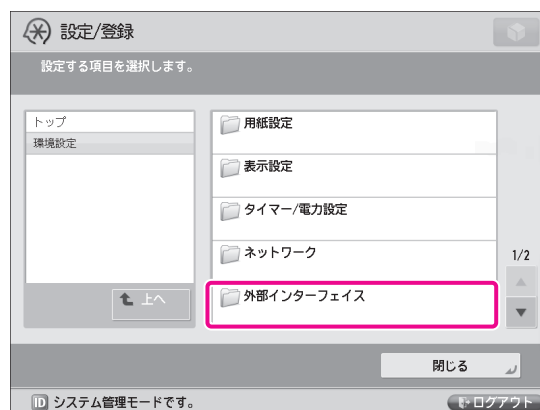 設定/登録
設定する項目を選択します。
トップ
環境設定
上へ
用紙設定
表示設定
タイマー/電力設定
ネットワーク
外部インターフェイス
1/2
閉じる
ID システム管理モードです。
ログアウト